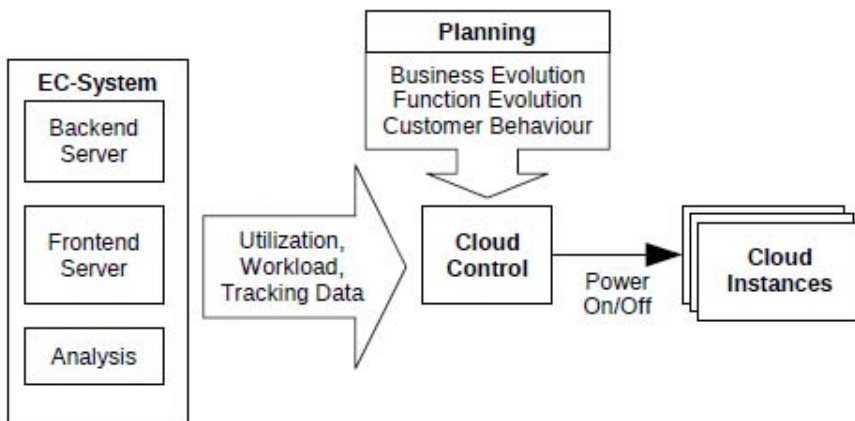 Planning
Business Evolution
Function Evolution
Customer Behaviour
EC-System
Backend
Server
Frontend
Server
Analysis
Utilization,
Workload,
Tracking Data
Cloud
Control
Power
On/Off
Cloud
Instances